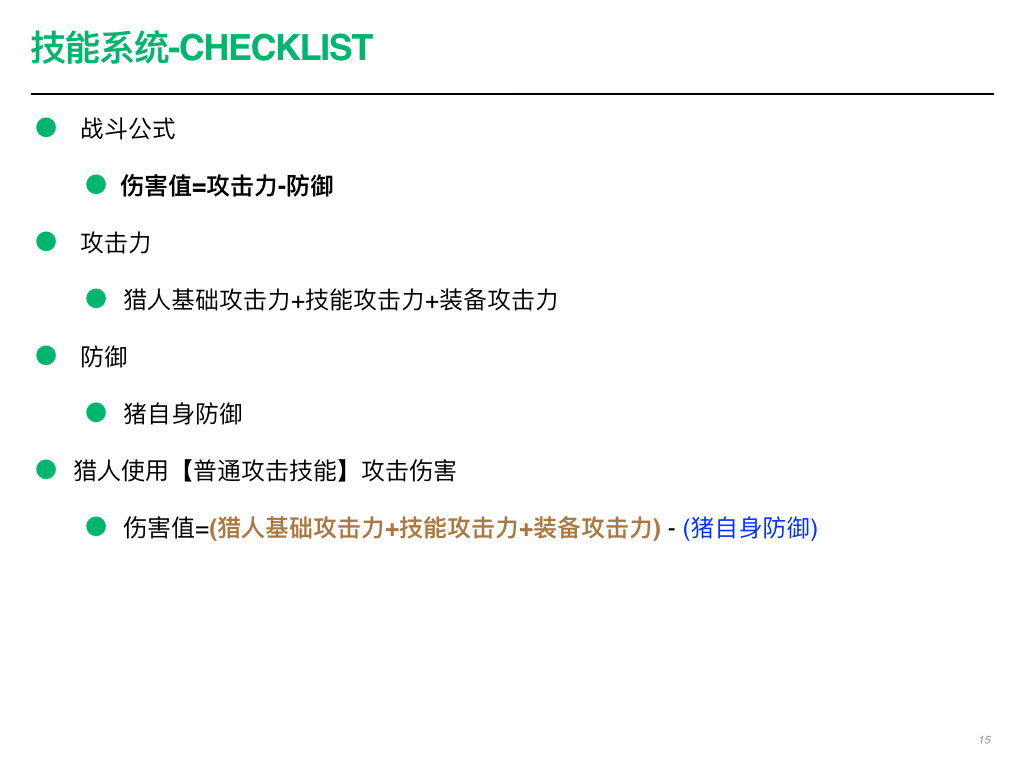 技能系统-CHECKLIST
战斗公式
伤害值=攻击力-防御
攻击力
猎人基础攻击力+技能攻击力+装备攻击力
防御
猪自身防御
猎人使用【普通攻击技能】攻击伤害
伤害值=(猎人基础攻击力+技能攻击力+装备攻击力) - (猪自身防御)
15